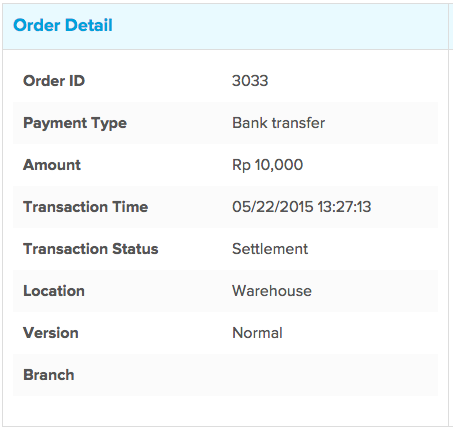 Order Detail
Order ID 3033
Payment Type Bank transfer
Amount Rp 10,000
Transaction Time 05/22/2015 13:27:13
Transaction Status Settlement
Location Warehouse
Version Normal
Branch